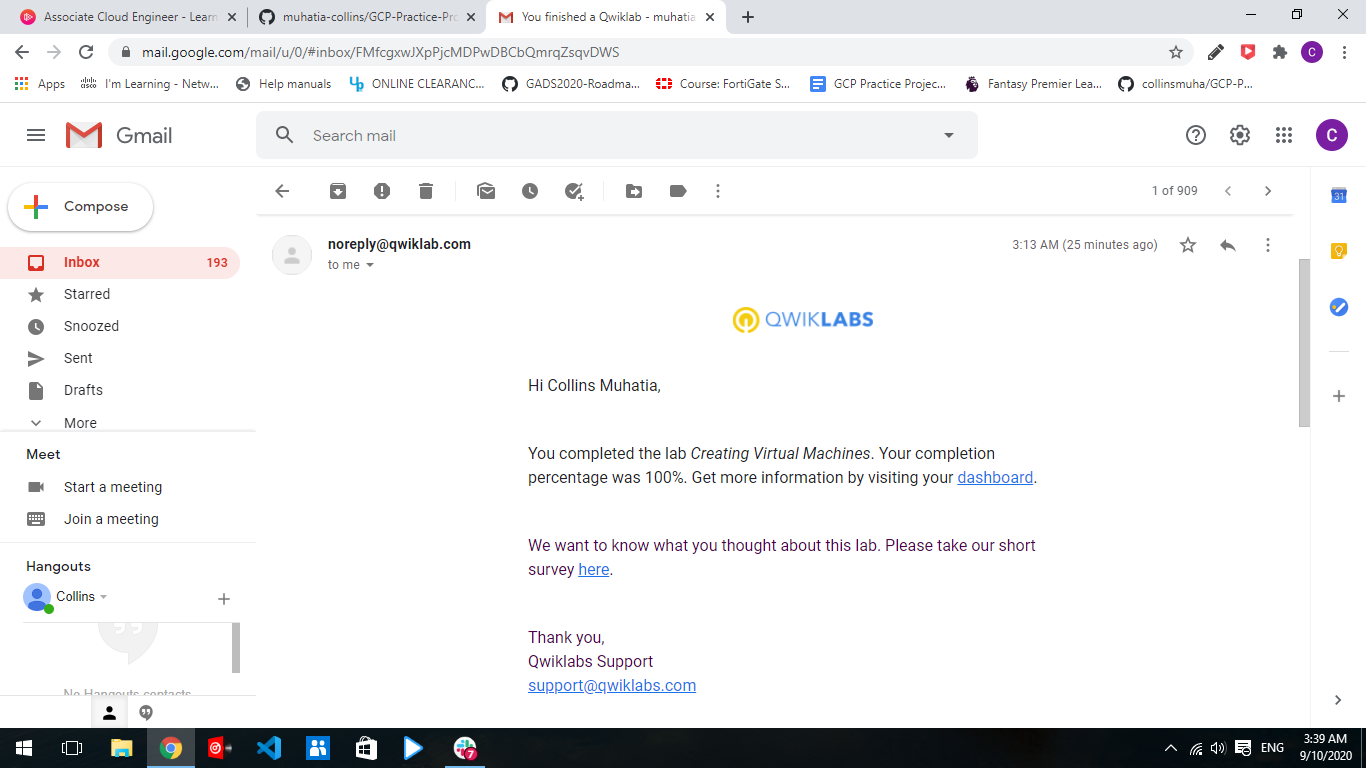 Associate Cloud Engineer - Learn
muhatia-collins/GCP-Practice-Pro
You finished a Qwiklab - muhatia
mail.google.com/mail/u/0/#inbox/FMfcgxwJXpPjcMDPwDBCbQmrqZsqvDWS
C
Apps
I'm Learning - Netw...
Help manuals
ONLINE CLEARANC...
GADS2020-Roadma...
Course: FortiGate S...
GCP Practice Projec...
Fantasy Premier Lea...
collinsmuha/GCP-P...
Gmail
Search mail
C
Compose
1 of 909
31
Inbox 193
Starred
Snoozed
Sent
Drafts
More
Meet
Start a meeting
Join a meeting
Hangouts
Collins
No Hangouts contacts
noreply@qwiklab.com
3:13 AM (25 minutes ago)
to me
QWIKLABS
Hi Collins Muhatia,
You completed the lab Creating Virtual Machines. Your completion
percentage was 100%. Get more information by visiting your dashboard.
We want to know what you thought about this lab. Please take our short
survey here.
Thank you,
Qwiklabs Support
support@qwiklabs.com
7
ENG
3:39 AM
9/10/2020